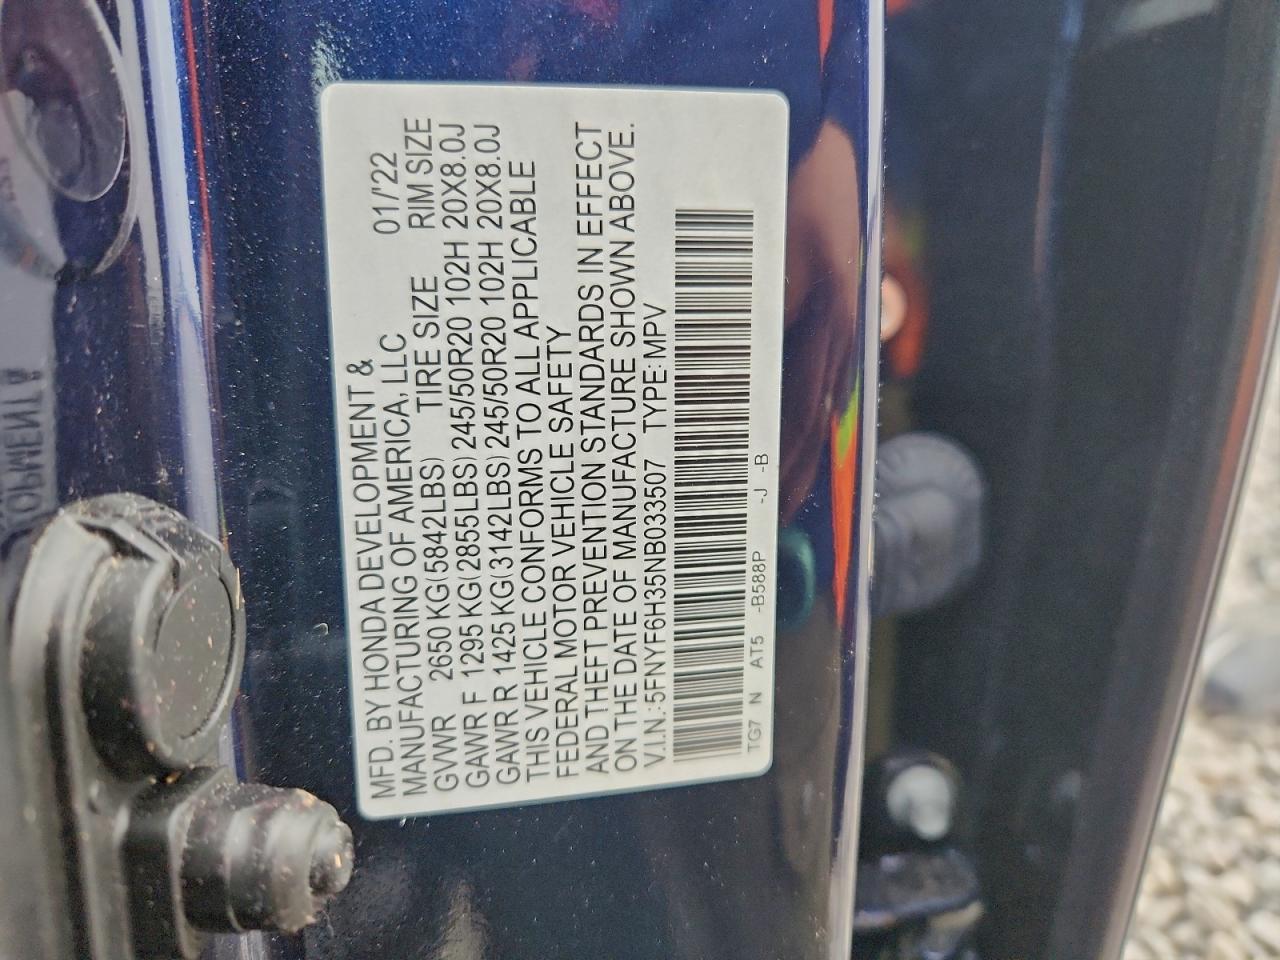 MFD. BY HONDA DEVELOPMENT &
MANUFACTURING OF AMERICA, LLC 01/'22
GVWR 2650 KG(5842LBS) TIRE SIZE RIM SIZE
GAWR F 1295 KG(2855LBS) 245/50R20 102H 20X8.0J
GAWR R 1425 KG(3142LBS) 245/50R20 102H 20X8.0J
THIS VEHICLE CONFORMS TO ALL APPLICABLE
FEDERAL MOTOR VEHICLE SAFETY
AND THEFT PREVENTION STANDARDS IN EFFECT
ON THE DATE OF MANUFACTURE SHOWN ABOVE.
V.I.N.:5FNYF6H35NB033507 TYPE:MPV
TG7 N AT5 -B588P -J -B